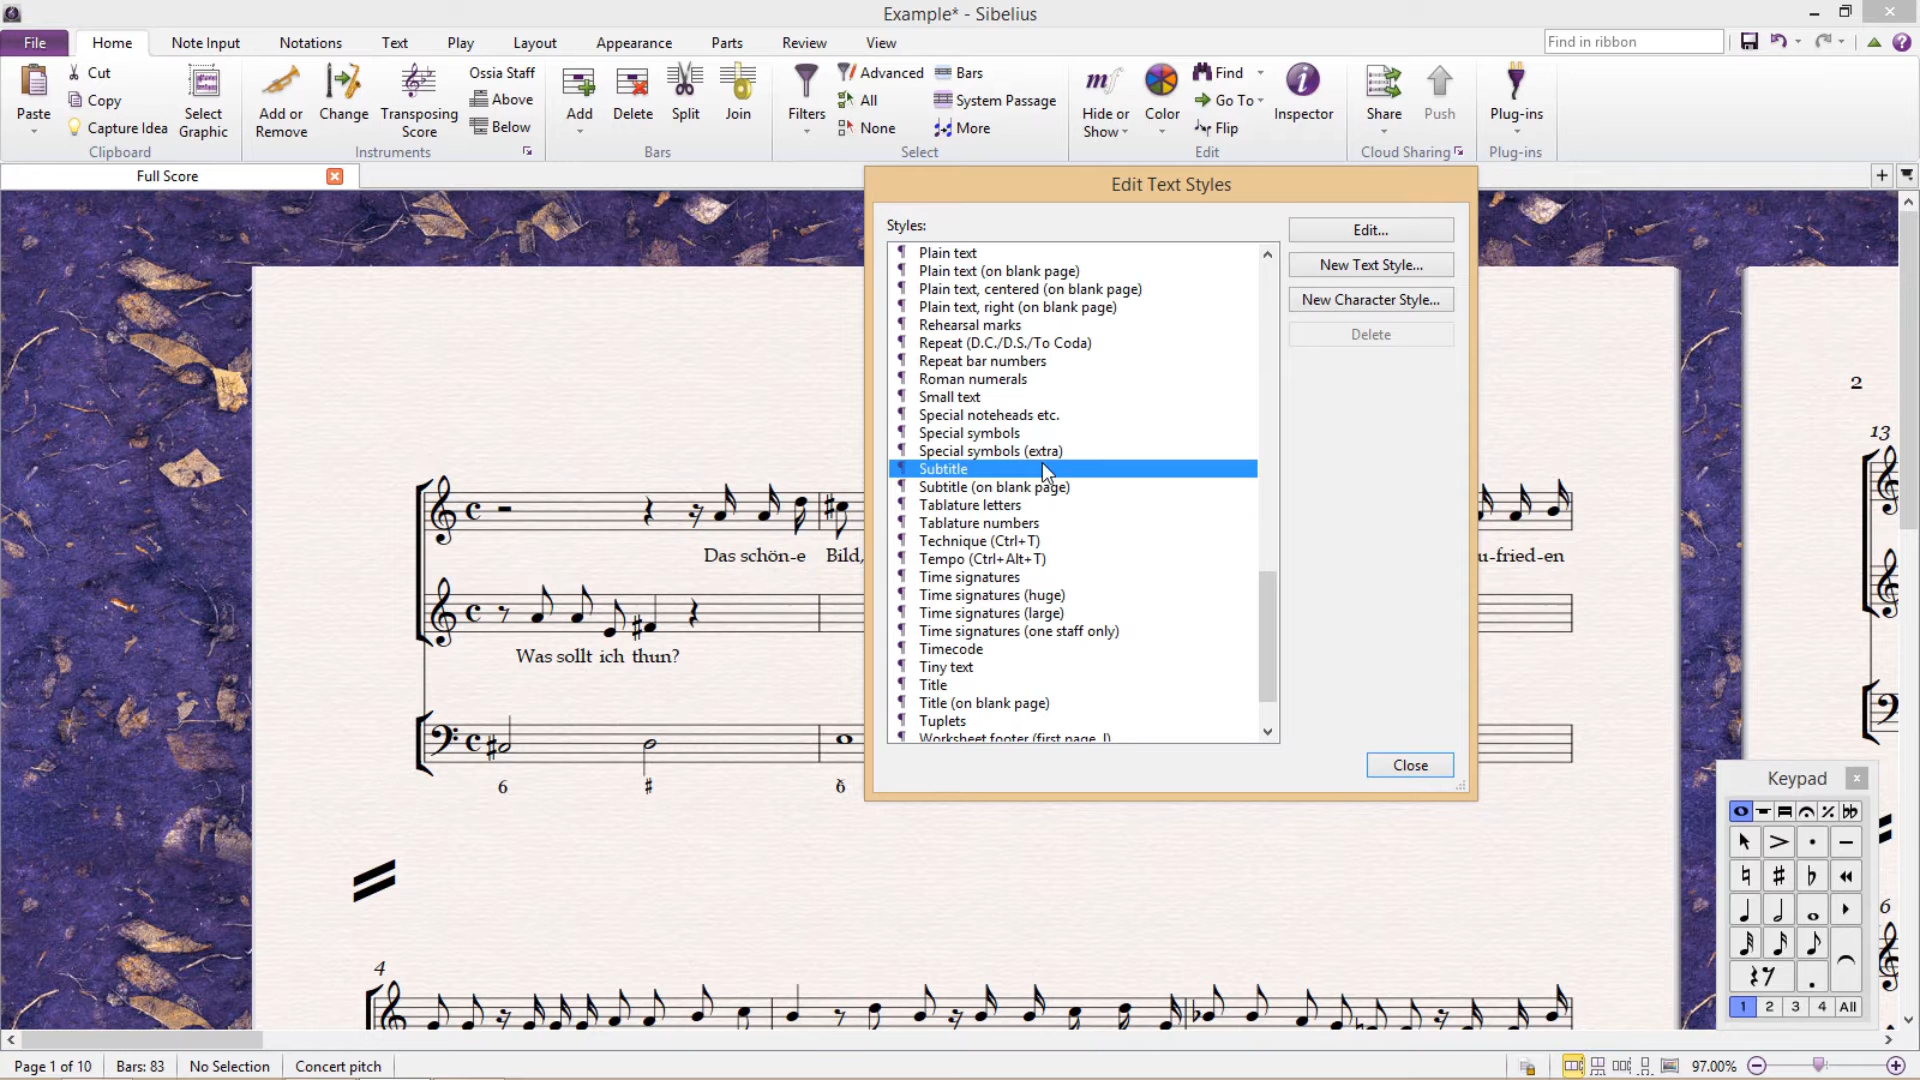 Example* - Sibelius
File Home Note Input Notations Text Play Layout Appearance Parts Review View Find in ribbon
Paste
Cut
Copy
Capture Idea
Select Graphic
Clipboard
Add or Remove
Change
Transposing Score
Ossia Staff
Above
Below
Instruments
Add
Delete
Split
Join
Bars
Filters
Advanced
All
None
Bars
System Passage
More
Select
Hide or Show
Color
Find
Go To
Flip
Inspector
Edit
Share
Push
Cloud Sharing
Plug-ins
Plug-ins
Full Score
Edit Text Styles
Styles:
Plain text
Plain text (on blank page)
Plain text, centered (on blank page)
Plain text, right (on blank page)
Rehearsal marks
Repeat (D.C./D.S./To Coda)
Repeat bar numbers
Roman numerals
Small text
Special noteheads etc.
Special symbols
Special symbols (extra)
Subtitle
Subtitle (on blank page)
Tablature letters
Tablature numbers
Technique (Ctrl+T)
Tempo (Ctrl+Alt+T)
Time signatures
Time signatures (huge)
Time signatures (large)
Time signatures (one staff only)
Timecode
Tiny text
Title
Title (on blank page)
Tuplets
Worksheet footer (first page, l)
Edit...
New Text Style...
New Character Style...
Delete
Close
2
13
Das schön-e Bild,
u-fried-en
Was sollt ich thun?
6 #
4
6
Keypad
1 2 3 4 All
Page 1 of 10 Bars: 83 No Selection Concert pitch 97.00%